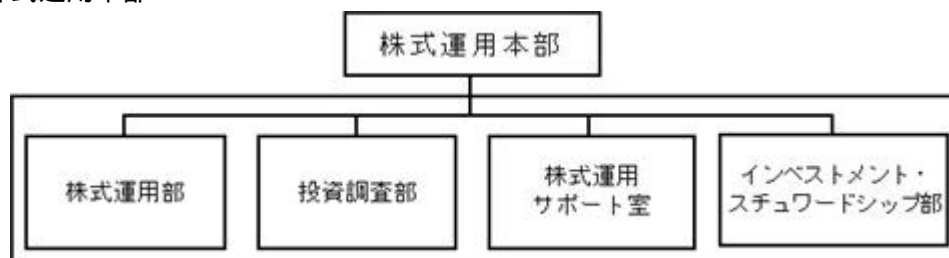 株式運用本部
株式運用部
投資調査部
株式運用
サポート室
インベストメント・
スチュワードシップ部